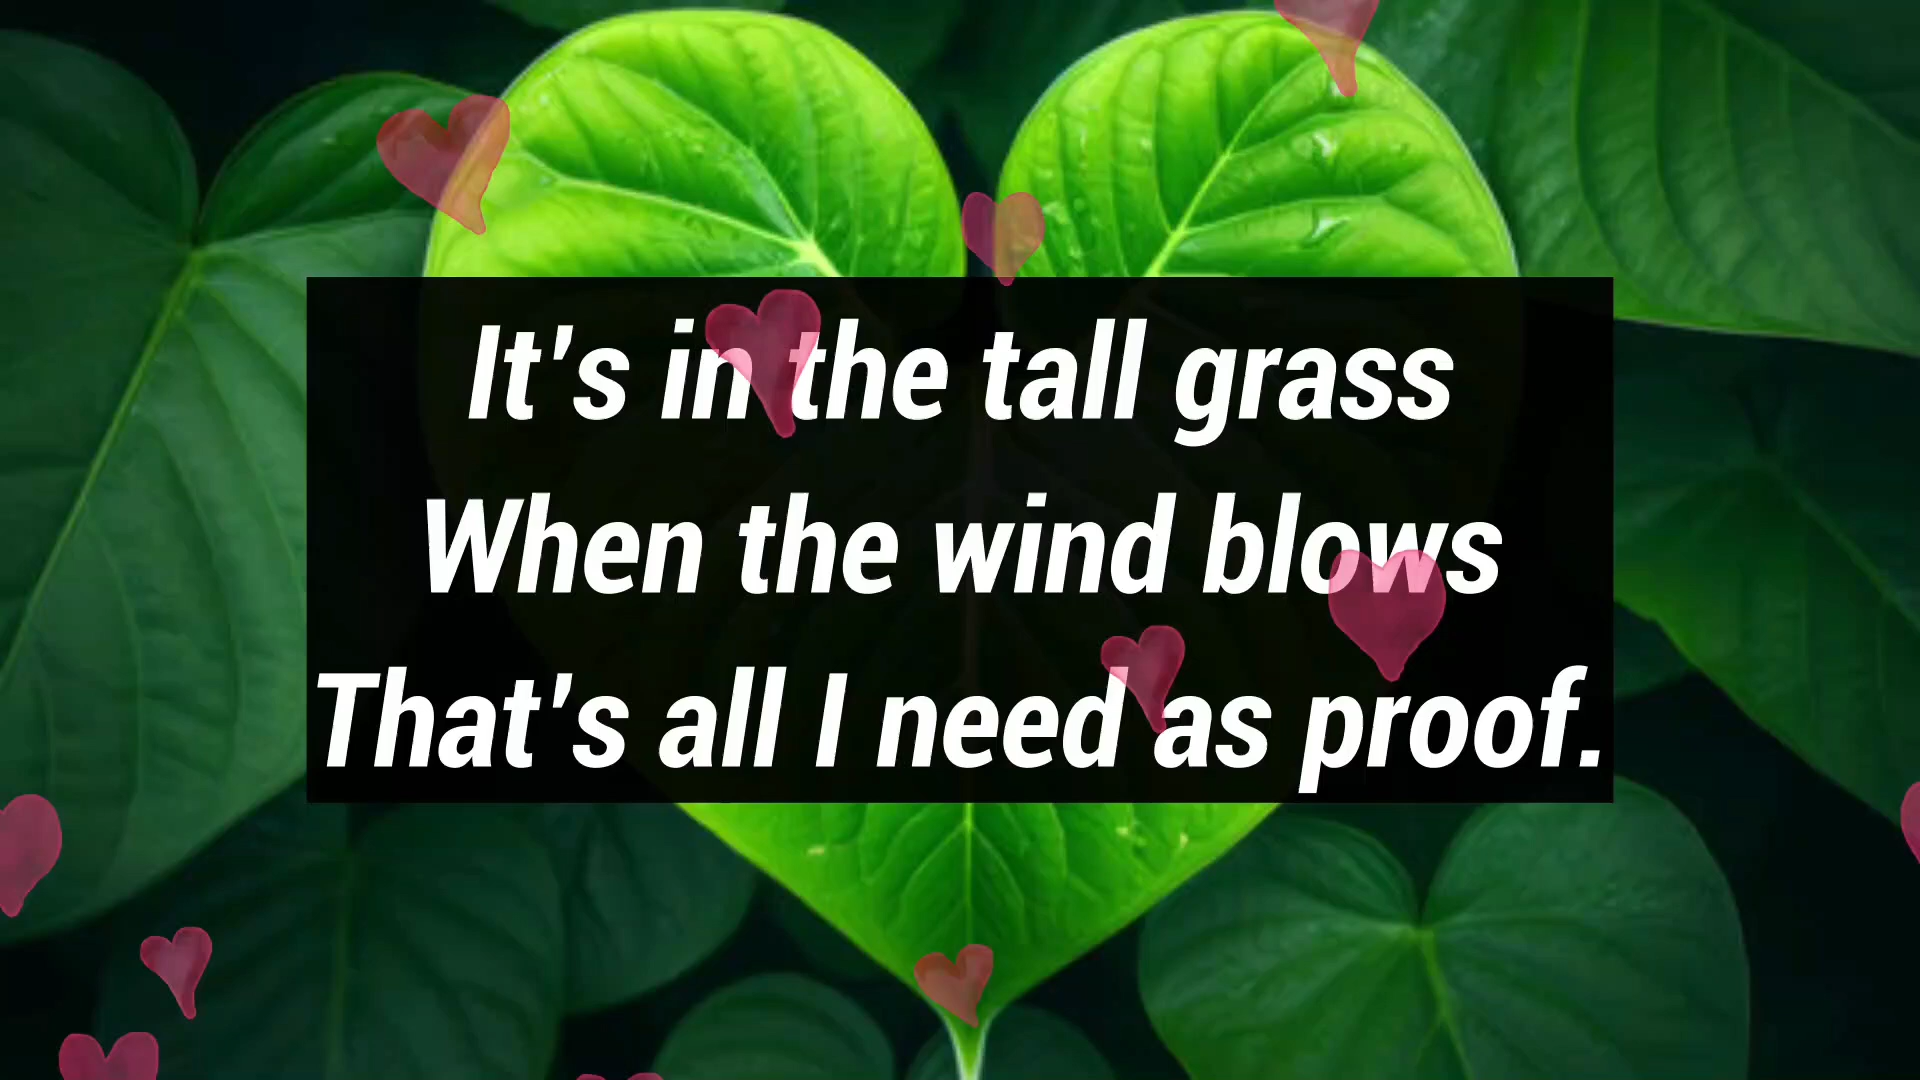 It's in the tall grass
When the wind blows
That's all I need as proof.